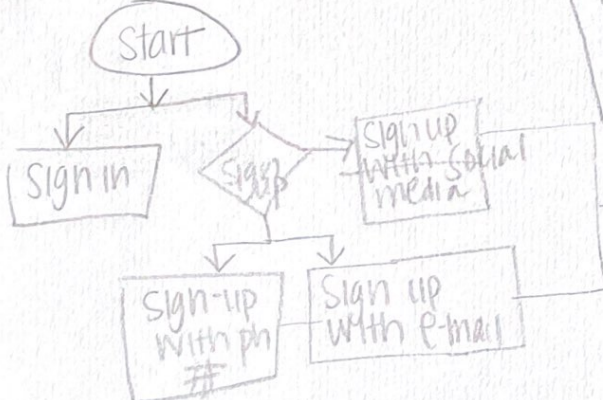 Start
Sign in
Sign up
Sign up
with social
media
Sign-up
with ph
#
Sign up
with e-mail